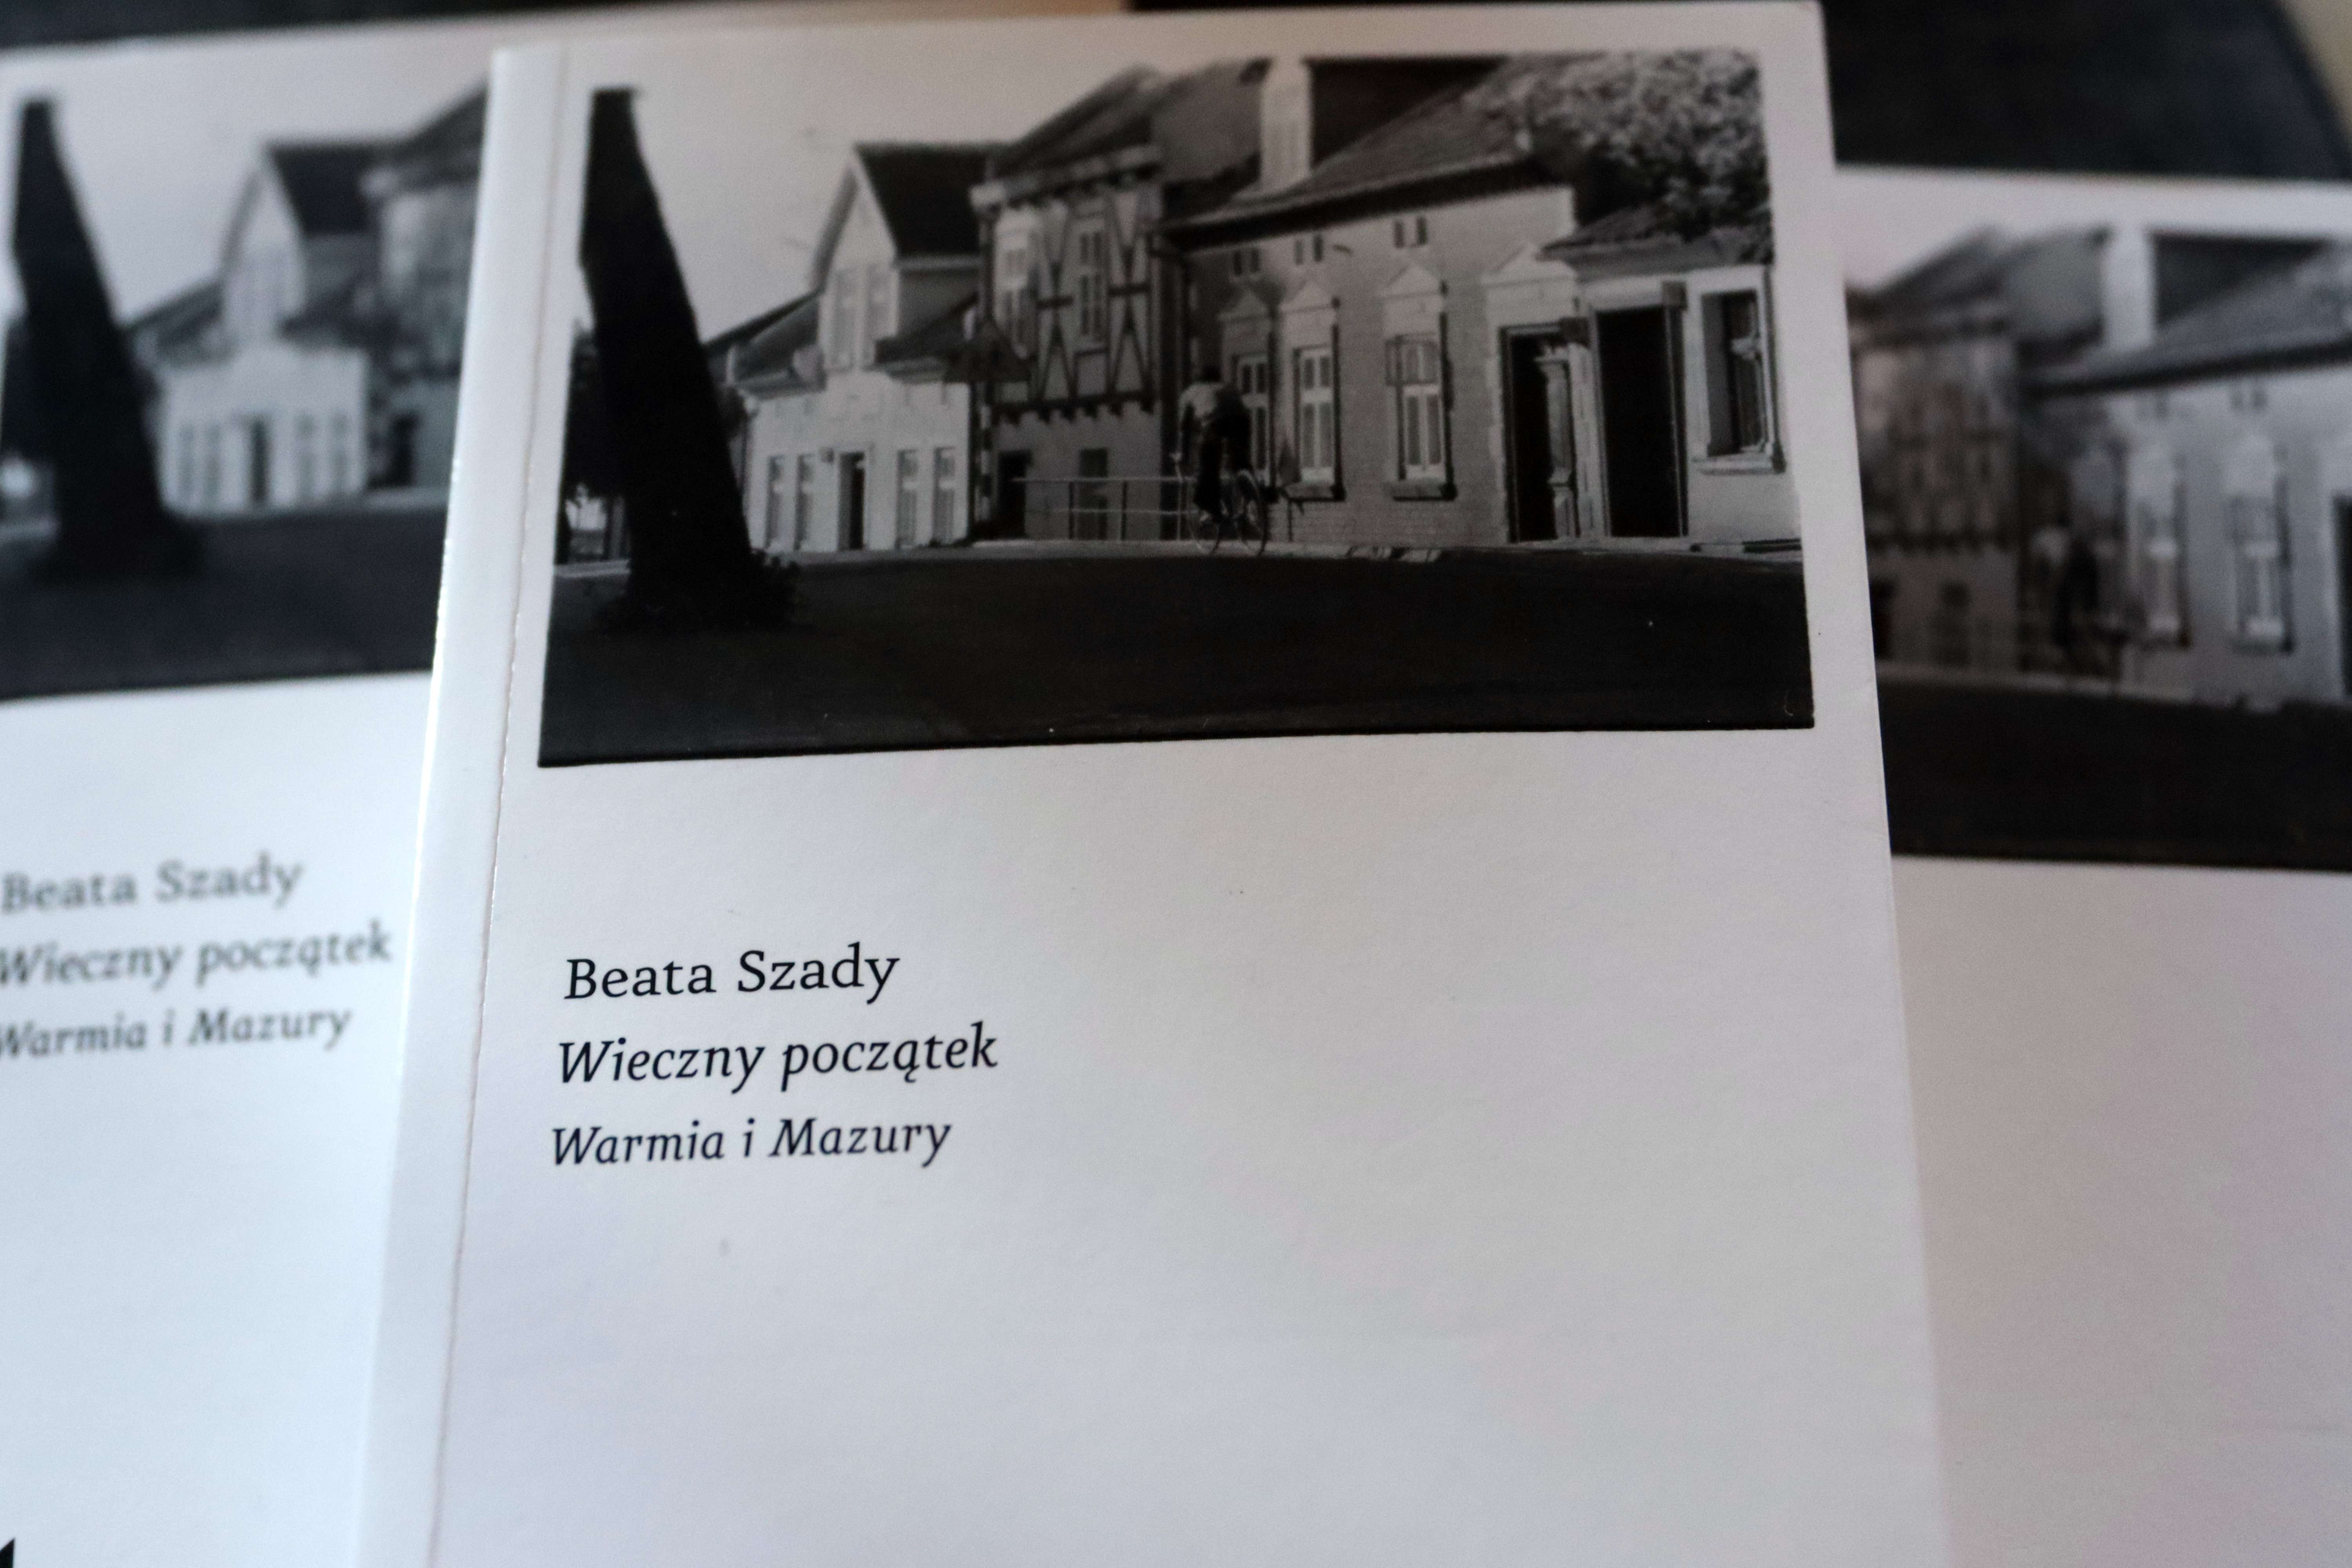 Beata Szady
Wieczny początek
Warmia i Mazury
Beata Szady
Wieczny początek
Warmia i Mazury